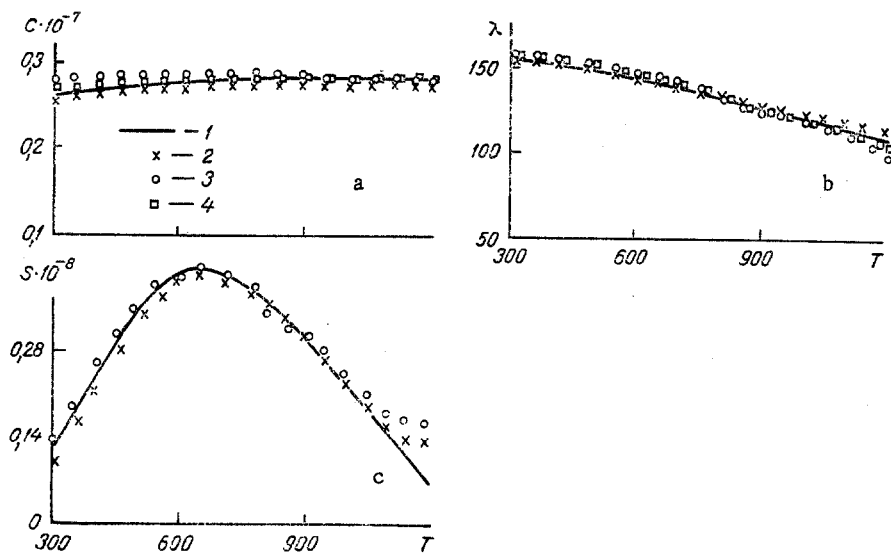 C·10⁻⁷
0,3
0,2
0,1
— 1
× — 2
○ — 3
□ — 4
a
λ
150
100
50
300
600
900
T
b
S·10⁻⁸
0,28
0,14
0
300
600
900
T
c